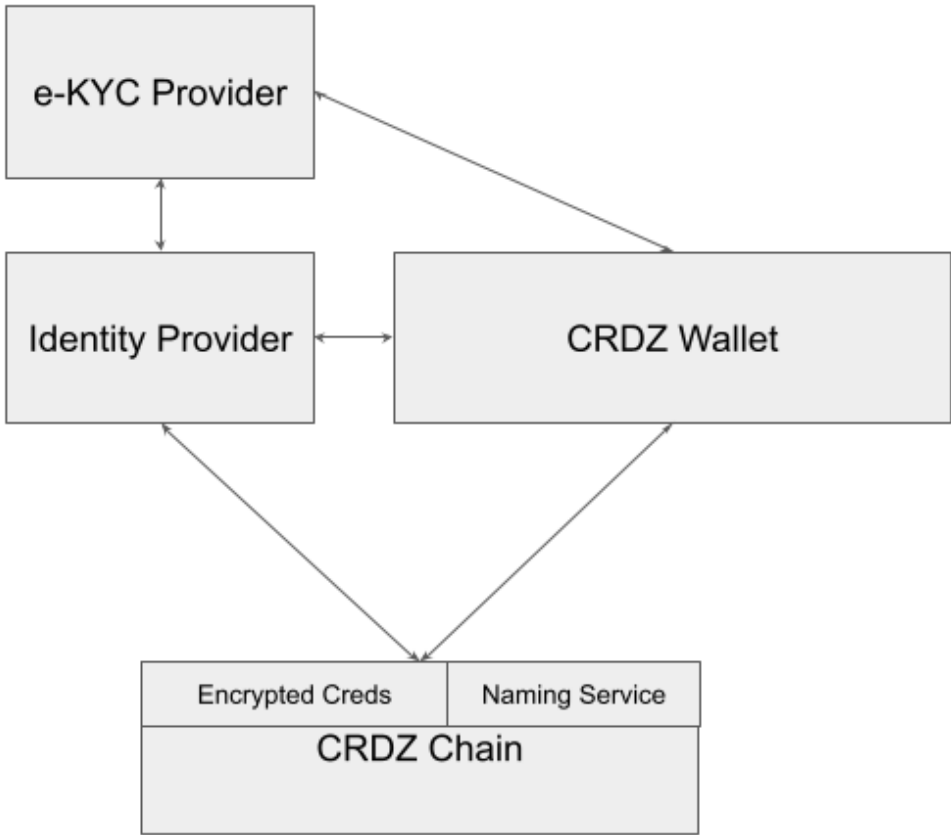 e-KYC Provider
Identity Provider
CRDZ Wallet
Encrypted Creds
Naming Service
CRDZ Chain